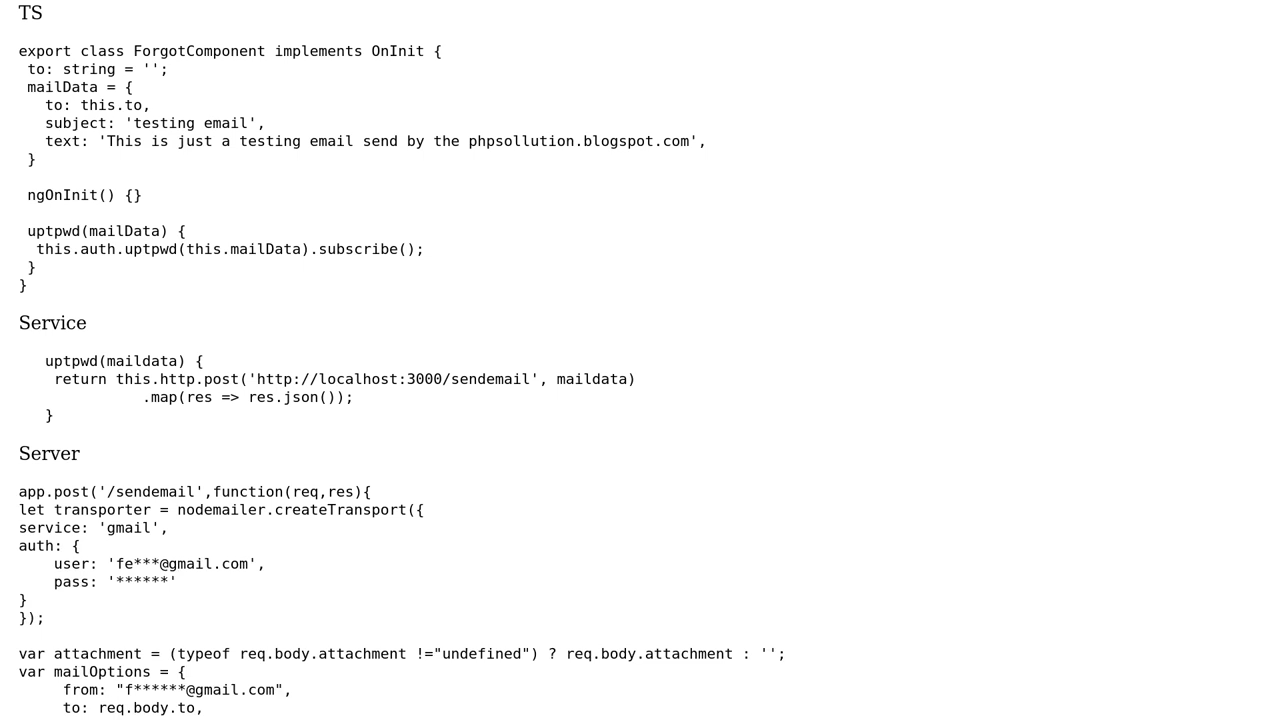 TS
export class ForgotComponent implements OnInit {
 to: string = '';
 mailData = {
   to: this.to,
   subject: 'testing email',
   text: 'This is just a testing email send by the phpsollution.blogspot.com',
 }
 ngOnInit() {}
 uptpwd(mailData) {
  this.auth.uptpwd(this.mailData).subscribe();
 }
}
Service
   uptpwd(maildata) {
    return this.http.post('http://localhost:3000/sendemail', maildata)
              .map(res => res.json());
   }
Server
app.post('/sendemail',function(req,res){
let transporter = nodemailer.createTransport({
service: 'gmail',
auth: {
    user: 'fe***@gmail.com',
    pass: '******'
}
});
var attachment = (typeof req.body.attachment !="undefined") ? req.body.attachment : '';
var mailOptions = {
     from: "f******@gmail.com",
     to: req.body.to,